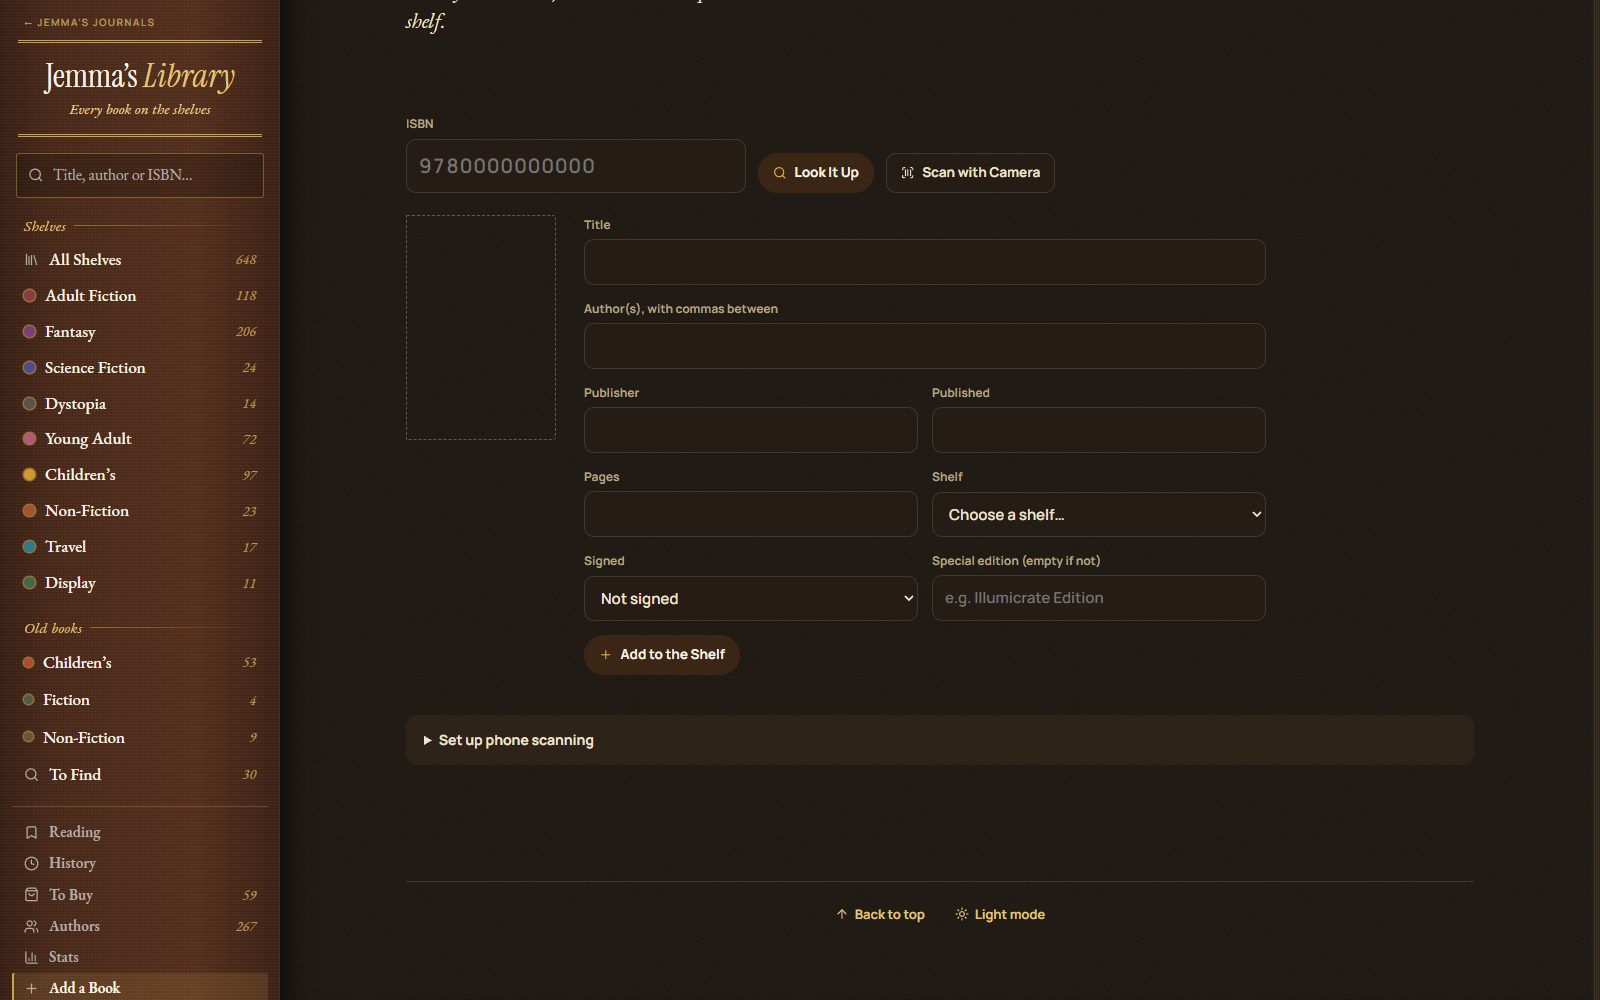 ← JEMMA'S JOURNALS
Jemma's Library
Every book on the shelves
Title, author or ISBN...
Shelves
All Shelves 648
Adult Fiction 118
Fantasy 206
Science Fiction 24
Dystopia 14
Young Adult 72
Children's 97
Non-Fiction 23
Travel 17
Display 11
Old books
Children's 53
Fiction 4
Non-Fiction 9
To Find 30
Reading
History
To Buy 59
Authors 267
Stats
Add a Book
shelf.
ISBN
9780000000000
Look It Up
Scan with Camera
Title
Author(s), with commas between
Publisher
Published
Pages
Shelf
Choose a shelf...
Signed
Special edition (empty if not)
Not signed
e.g. Illumicrate Edition
Add to the Shelf
Set up phone scanning
Back to top
Light mode